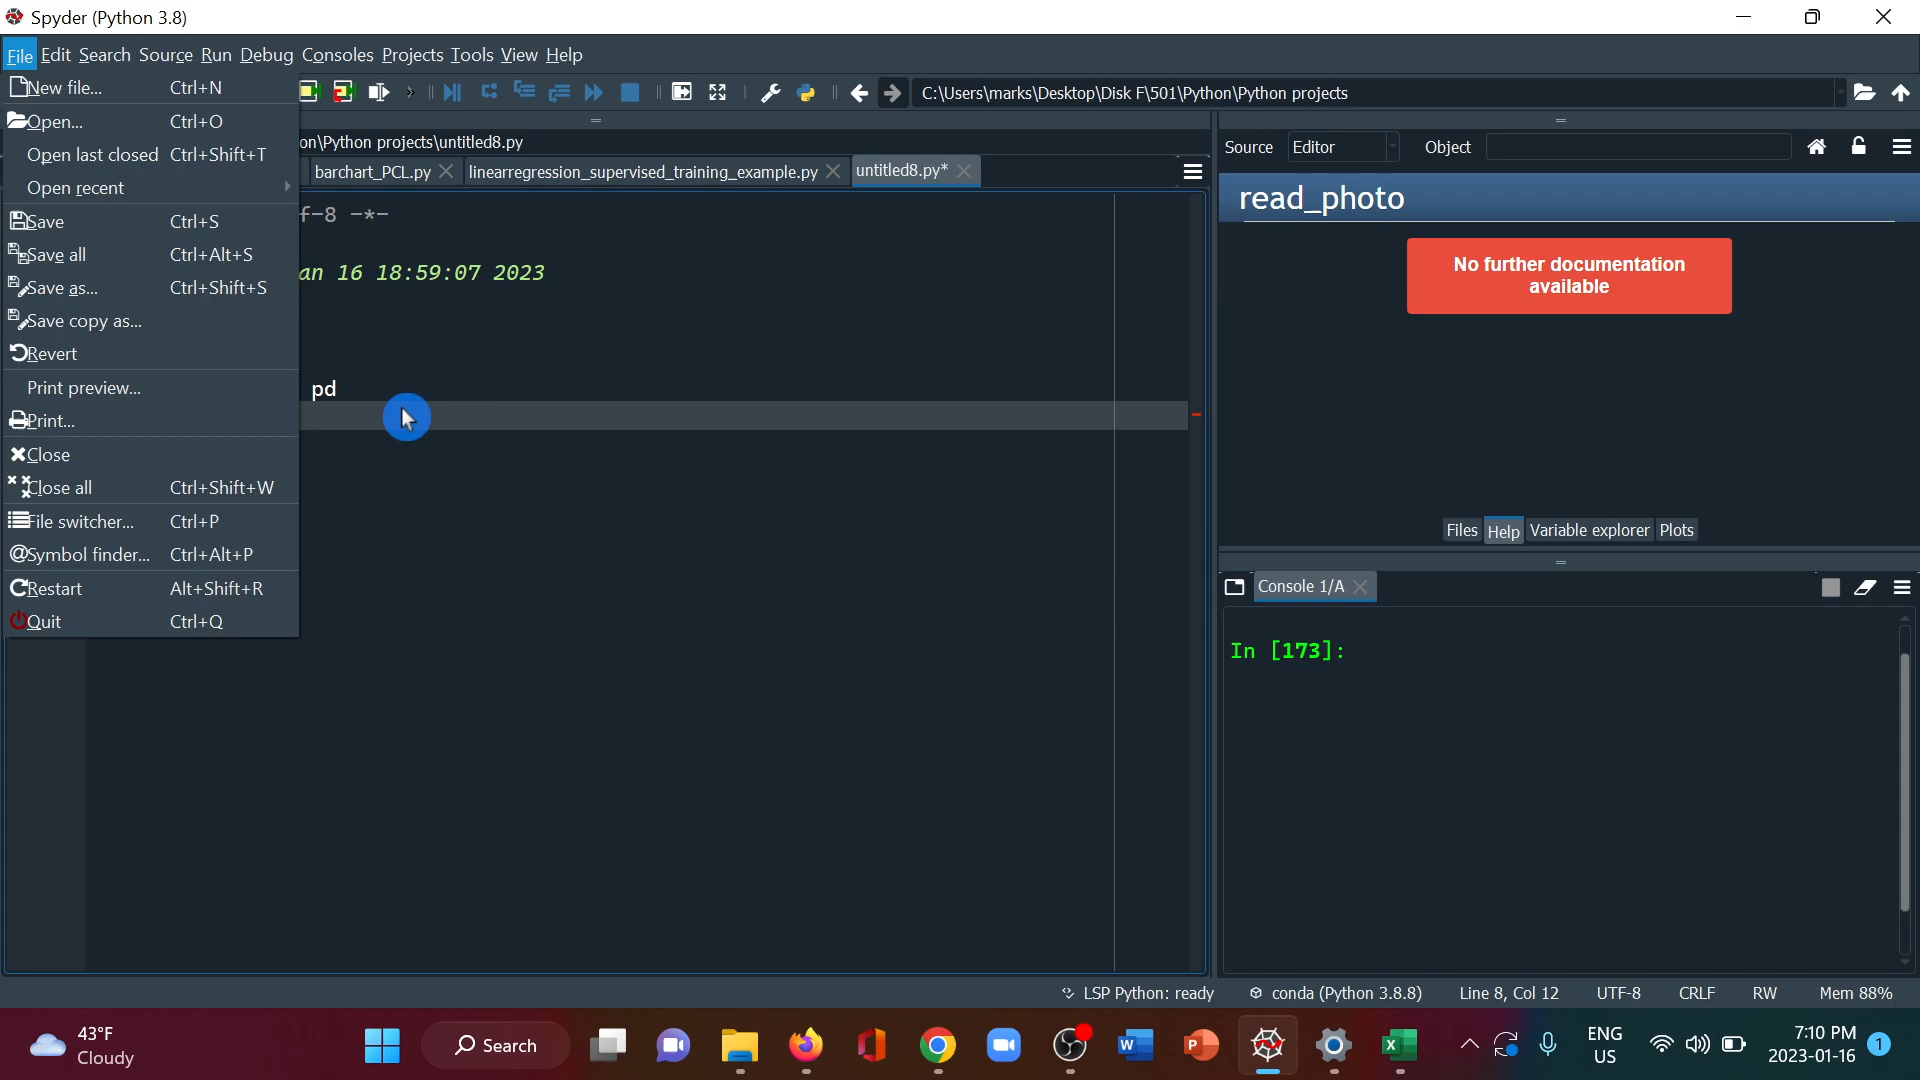 Spyder (Python 3.8)
File Edit Search Source Run Debug Consoles Projects Tools View Help
New file... Ctrl+N
Open... Ctrl+O
Open last closed Ctrl+Shift+T
Open recent
Save Ctrl+S
Save all Ctrl+Alt+S
Save as... Ctrl+Shift+S
Save copy as...
Revert
Print preview...
Print...
Close
Close all Ctrl+Shift+W
File switcher... Ctrl+P
Symbol finder... Ctrl+Alt+P
Restart Alt+Shift+R
Quit Ctrl+Q
C:\Users\marks\Desktop\Disk F\501\Python\Python projects
on\Python projects\untitled8.py
barchart_PCL.py linearregression_supervised_training_example.py untitled8.py*
f-8 -*-
an 16 18:59:07 2023
pd
Source Editor Object
read_photo
No further documentation
available
Files Help Variable explorer Plots
Console 1/A
In [173]:
LSP Python: ready conda (Python 3.8.8) Line 8, Col 12 UTF-8 CRLF RW Mem 88%
43°F
Cloudy
Search
ENG
US
7:10 PM
2023-01-16
1